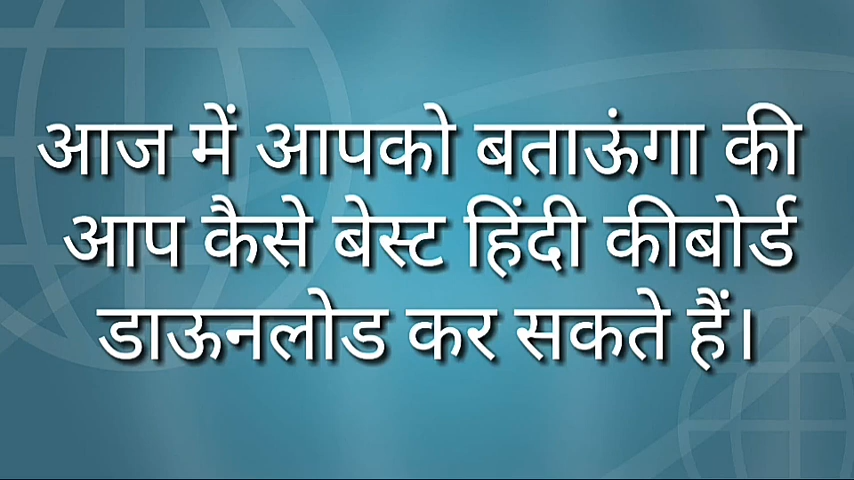 आज में आपको बताऊंगा की
आप कैसे बेस्ट हिंदी कीबोर्ड
डाऊनलोड कर सकते हैं।